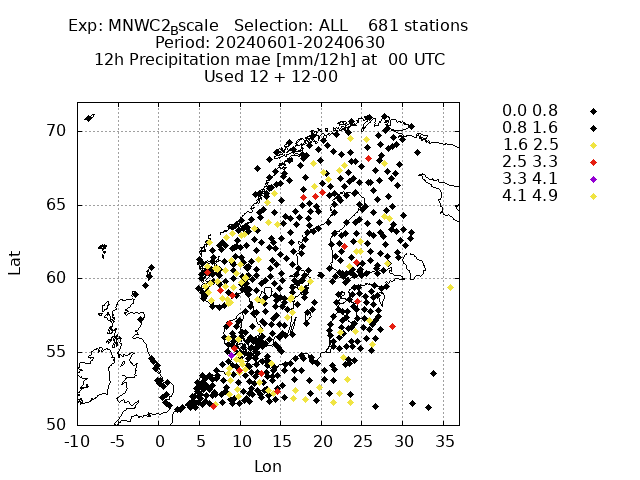 Exp: MNWC2Bscale   Selection: ALL    681 stations
Period: 20240601-20240630
12h Precipitation mae [mm/12h] at  00 UTC
Used 12 + 12-00
0.0 0.8
0.8 1.6
1.6 2.5
2.5 3.3
3.3 4.1
4.1 4.9
70
65
60
55
50
Lat
-10 -5 0 5 10 15 20 25 30 35
Lon